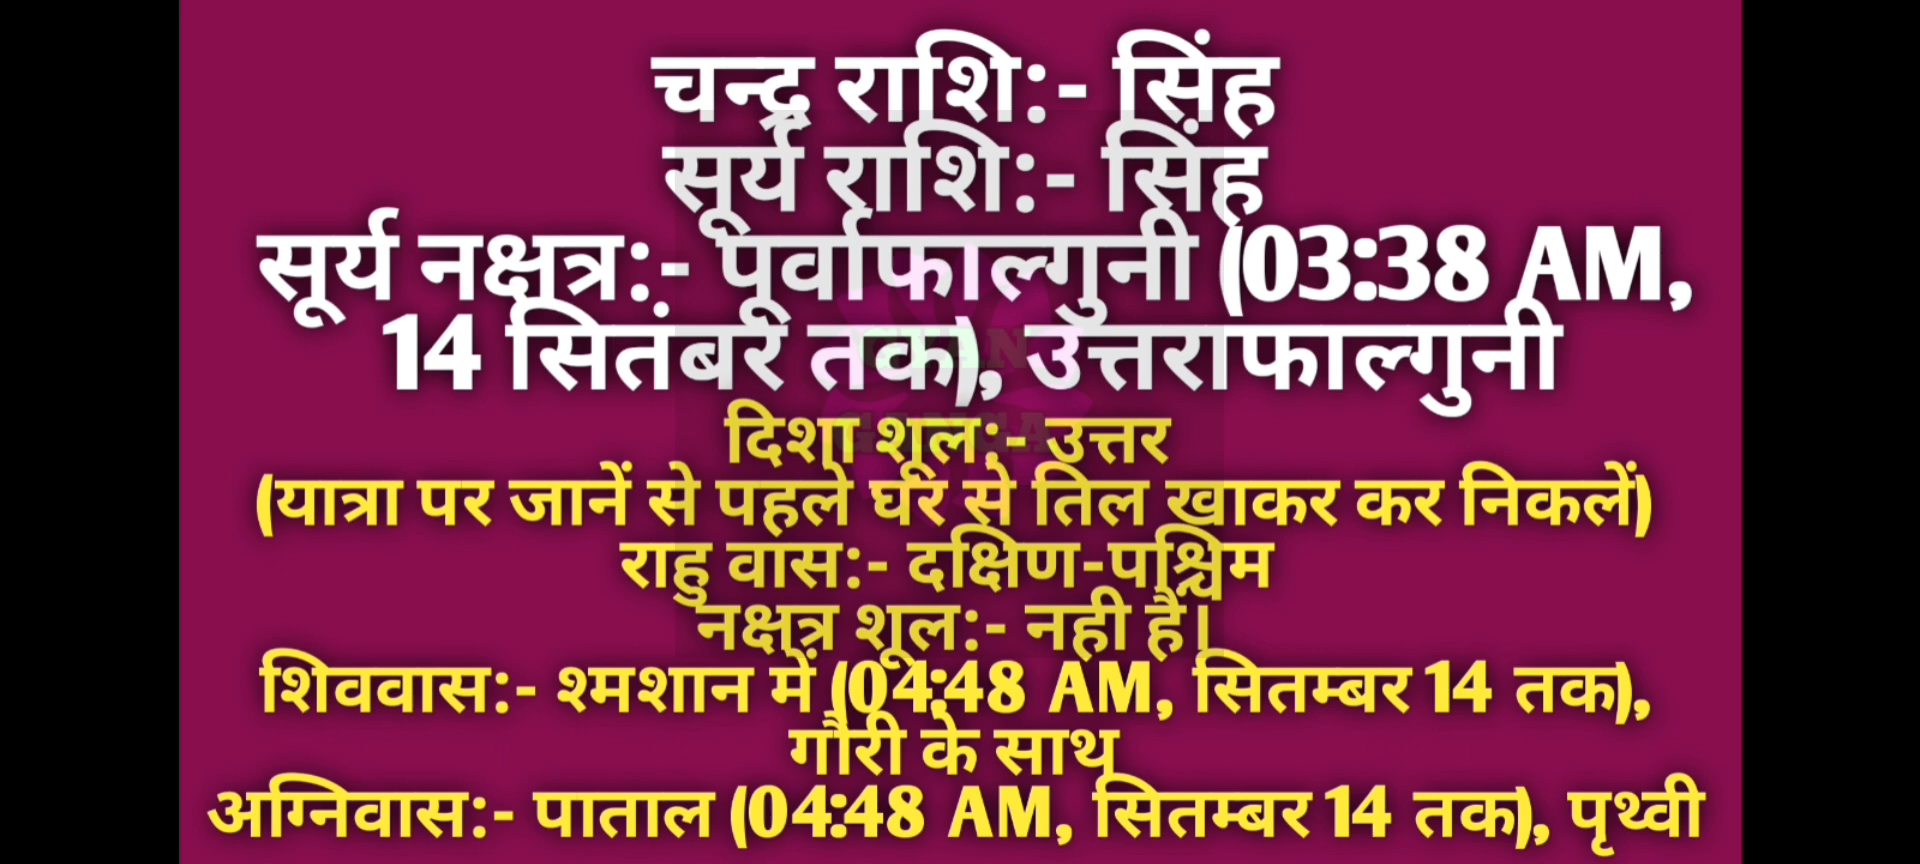 चन्द्र राशि:- सिंह
सूर्य राशि:- सिंह
सूर्य नक्षत्र:- पूर्वाफाल्गुनी (03:38 AM,
14 सितंबर तक), उत्तराफाल्गुनी
दिशा शूल:- उत्तर
(यात्रा पर जानें से पहले घर से तिल खाकर कर निकलें)
राहु वास:- दक्षिण-पश्चिम
नक्षत्र शूल:- नही है।
शिववास:- श्मशान में (04:48 AM, सितम्बर 14 तक),
गौरी के साथ
अग्निवास:- पाताल (04:48 AM, सितम्बर 14 तक), पृथ्वी
GYAN
GANGA